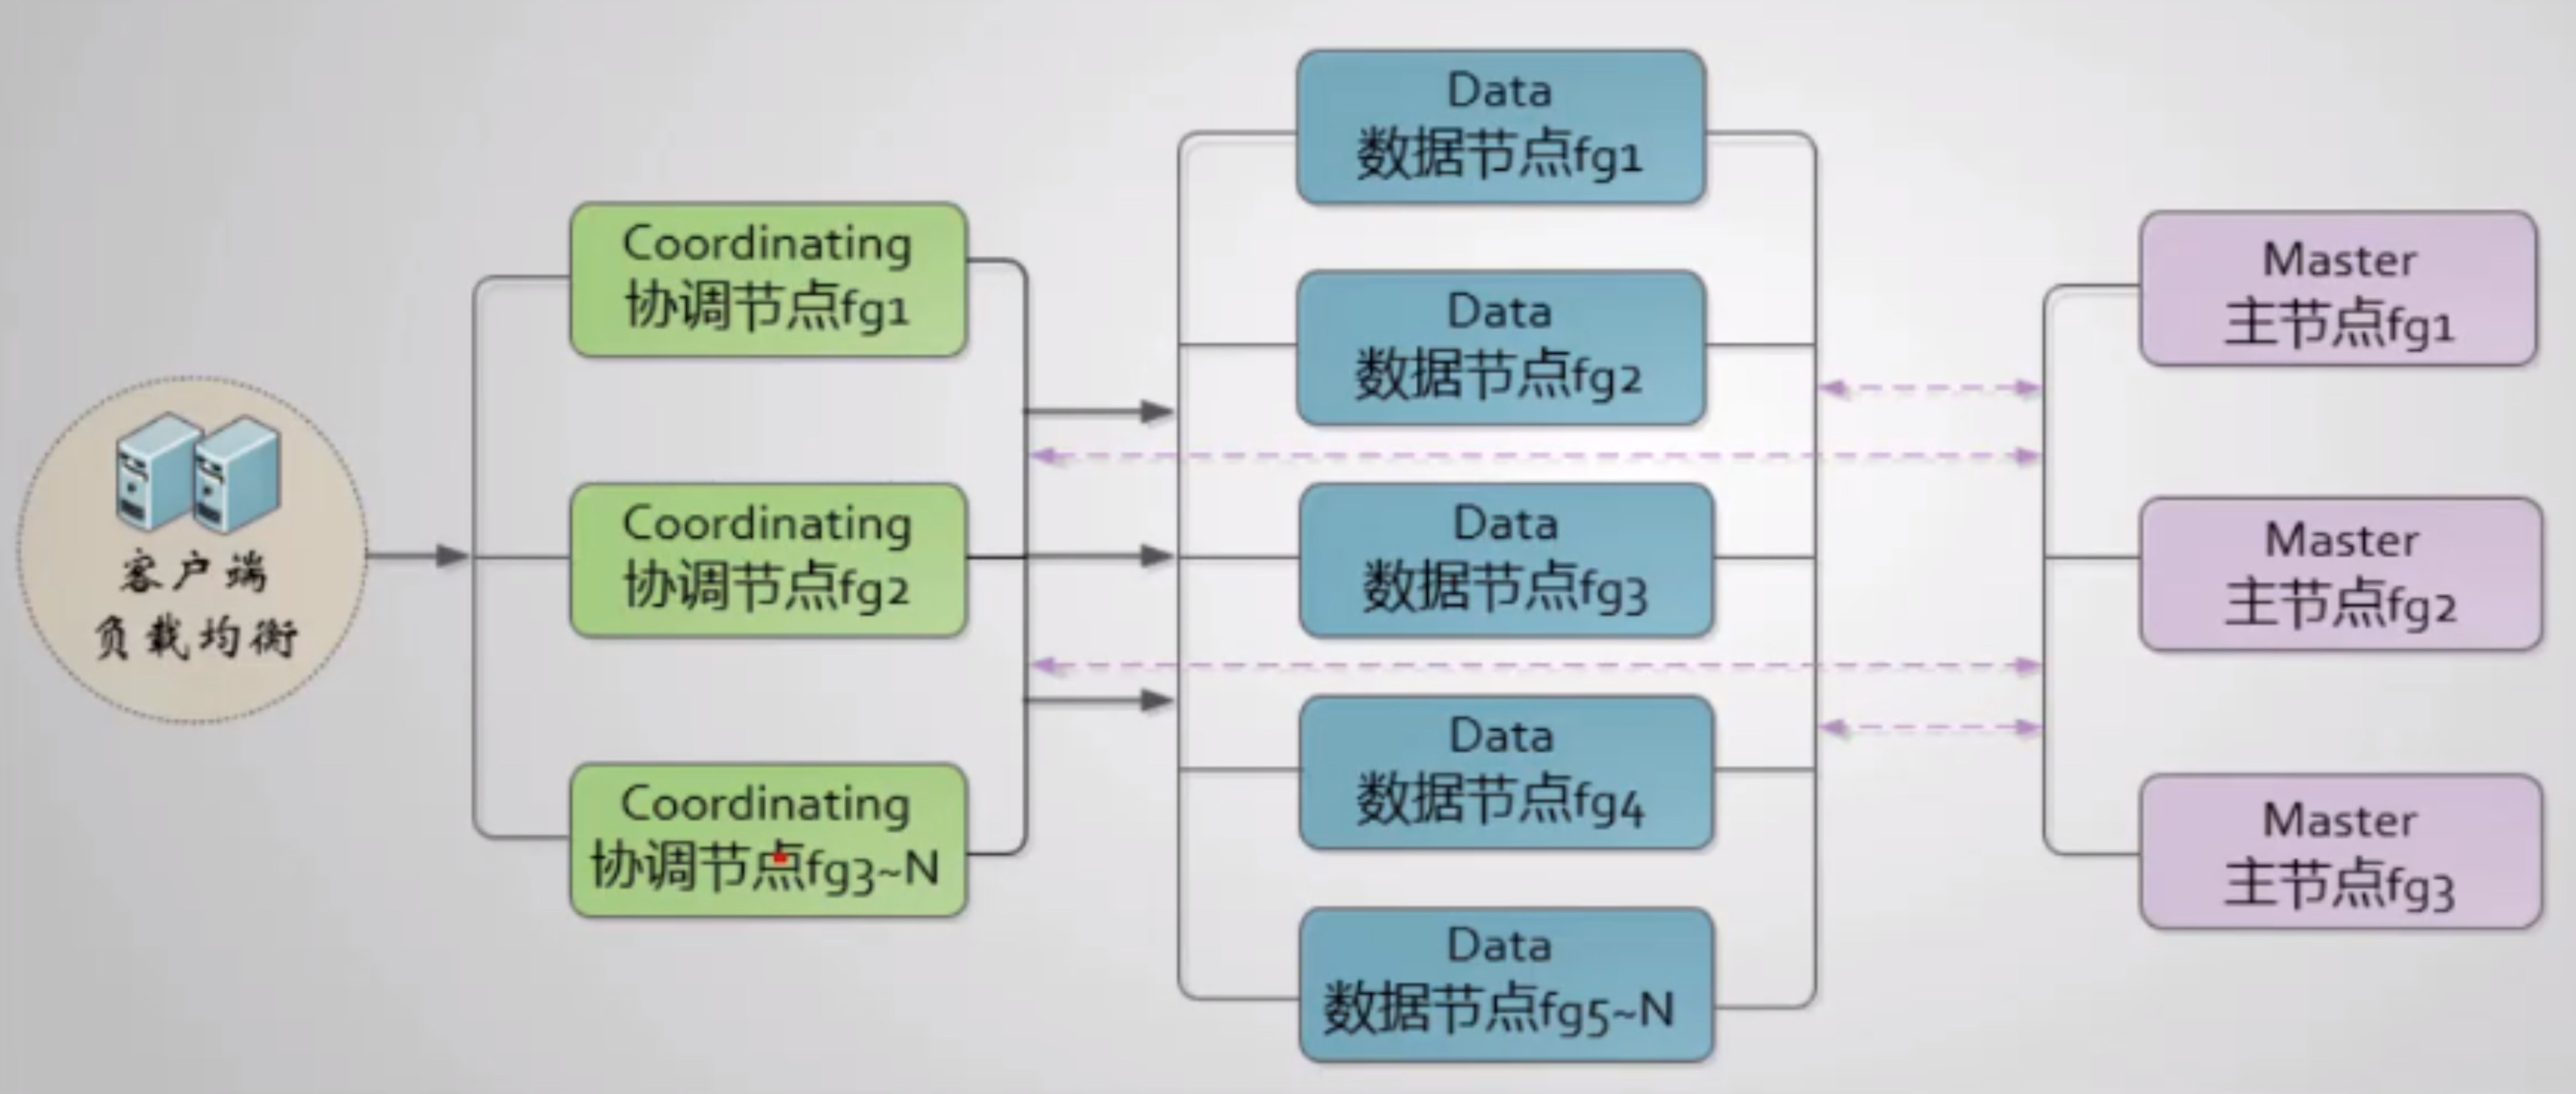 客户端
负载均衡
Coordinating
协调节点fg1
Coordinating
协调节点fg2
Coordinating
协调节点fg3~N
Data
数据节点fg1
Data
数据节点fg2
Data
数据节点fg3
Data
数据节点fg4
Data
数据节点fg5~N
Master
主节点fg1
Master
主节点fg2
Master
主节点fg3